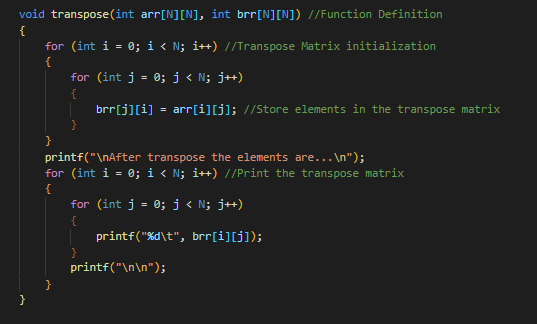 void transpose(int arr[N][N], int brr[N][N]) //Function Definition
{
    for (int i = 0; i < N; i++) //Transpose Matrix initialization
    {
        for (int j = 0; j < N; j++)
        {
            brr[j][i] = arr[i][j]; //Store elements in the transpose matrix
        }
    }
    printf("\nAfter transpose the elements are...\n");
    for (int i = 0; i < N; i++) //Print the transpose matrix
    {
        for (int j = 0; j < N; j++)
        {
            printf("%d\t", brr[i][j]);
        }
        printf("\n\n");
    }
}